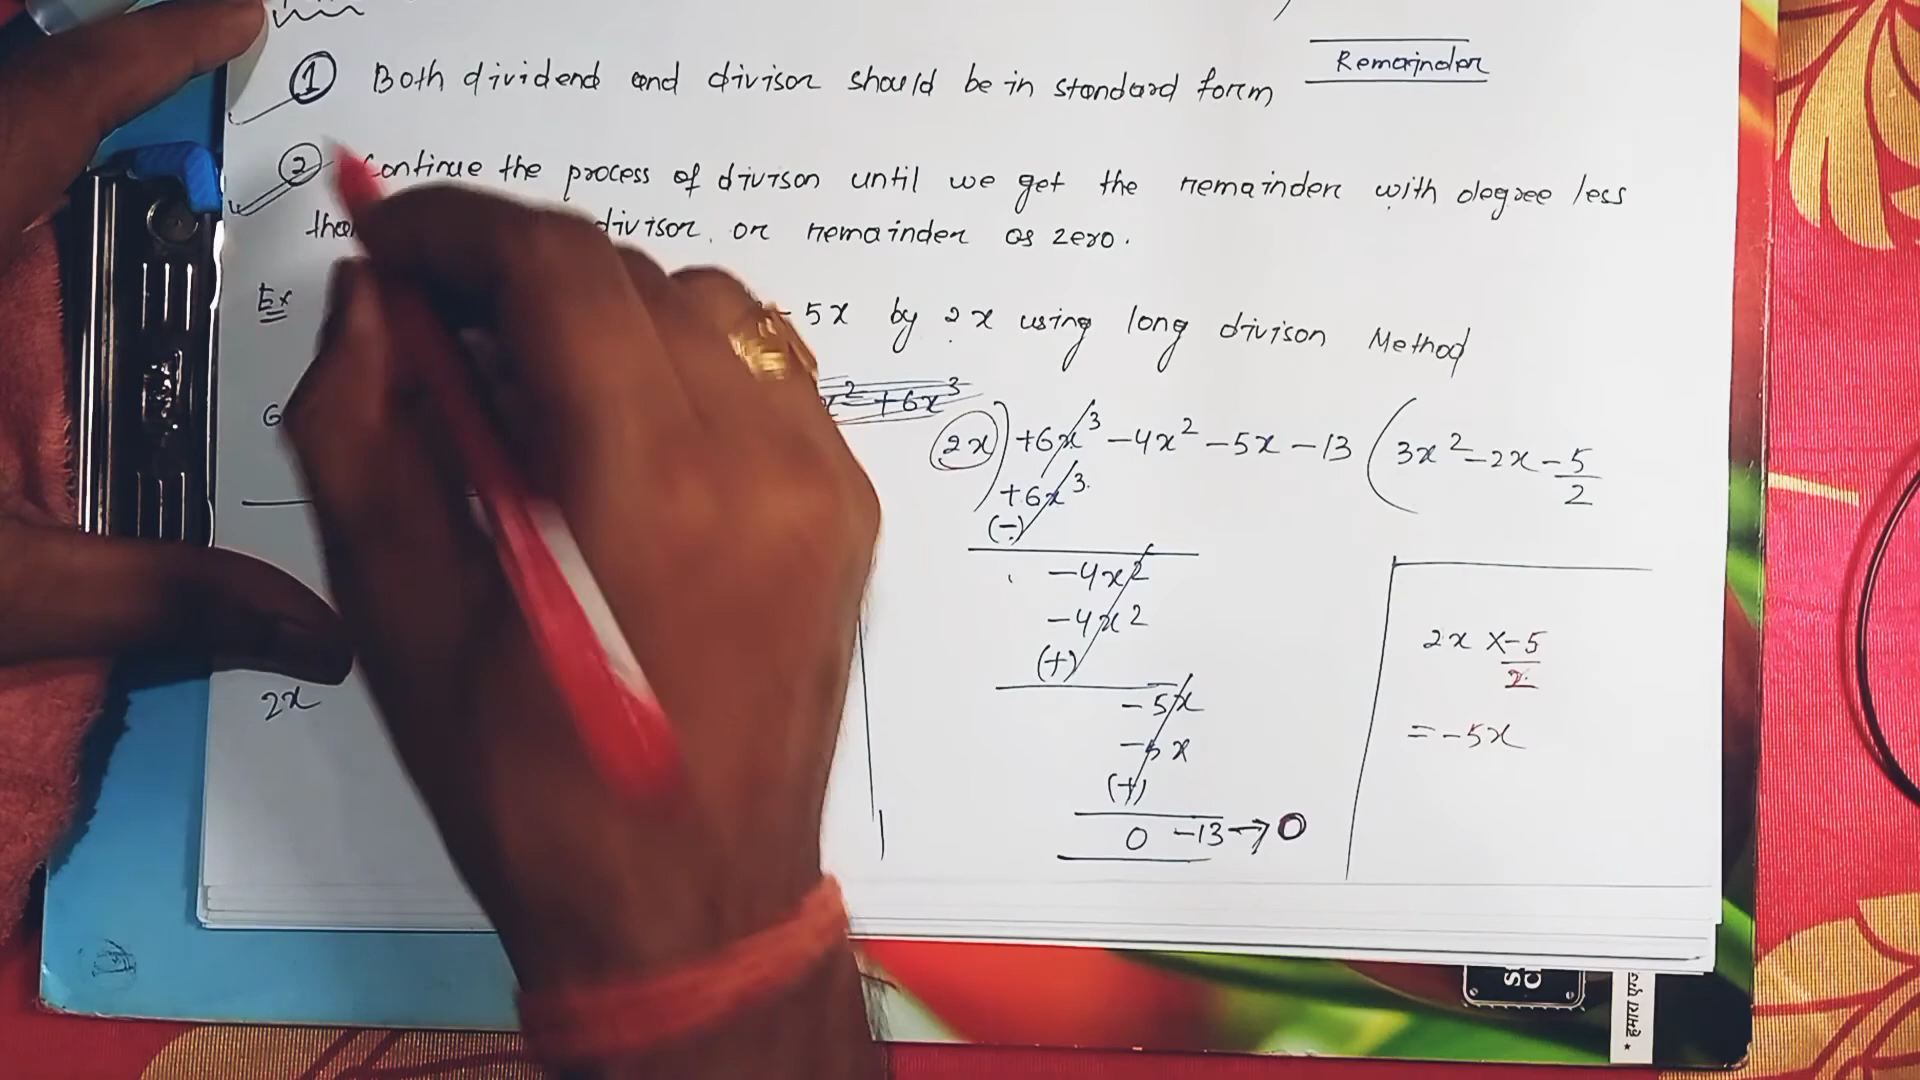 Remainder
① Both dividend and divisor should be in standard form
② Continue the process of divison until we get the remainder with degree less
than divisor, or remainder as zero.
Ex - 5x by 2x using long divison Method
x² + 6x³
2x) +6x³ - 4x² - 5x - 13 ( 3x² - 2x - 5/2
+6x³
(-)
-4x²
-4x2
(+)
-5x
-5x
(+)
0 -13 → 0
2x × -5/2
= -5x
2x